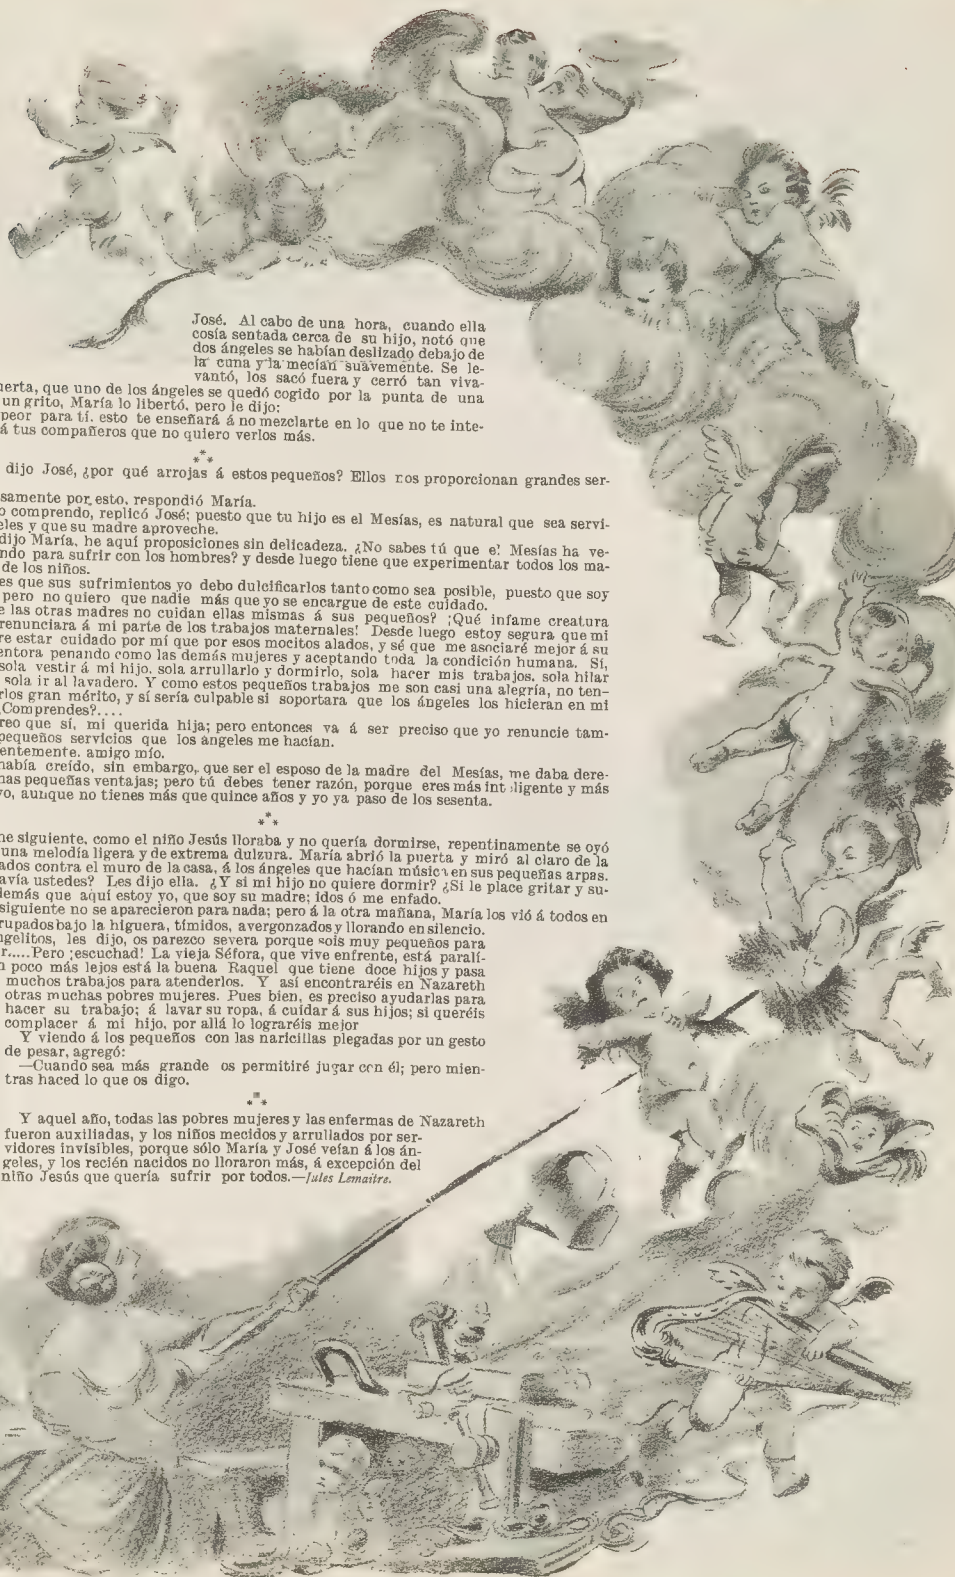 José. Al cabo de una hora, cuando ella
cosía sentada cerca de su hijo, notó que
dos ángeles se habían deslizado debajo de
la cuna y la mecían suavemente. Se le-
vantó, los sacó fuera y cerró tan viva-
uerta, que uno de los ángeles se quedó cogido por la punta de una
un grito, María lo libertó, pero le dijo:
peor para tí. esto te enseñará á no mezclarte en lo que no te inte-
á tus compañeros que no quiero verlos más.
***
dijo José, ¿por qué arrojas á estos pequeños? Ellos nos proporcionan grandes ser-
samente por esto, respondió María.
o comprendo, replicó José; puesto que tu hijo es el Mesías, es natural que sea servi-
eles y que su madre aproveche.
dijo María, he aquí proposiciones sin delicadeza. ¿No sabes tú que el Mesías ha ve-
ndo para sufrir con los hombres? y desde luego tiene que experimentar todos los ma-
de los niños.
es que sus sufrimientos yo debo dulcificarlos tanto como sea posible, puesto que soy
pero no quiero que nadie más que yo se encargue de este cuidado.
e las otras madres no cuidan ellas mismas á sus pequeños? ¡Qué infame creatura
renunciara á mi parte de los trabajos maternales! Desde luego estoy segura que mi
re estar cuidado por mí que por esos mocitos alados, y sé que me asociaré mejor á su
entora penando como las demás mujeres y aceptando toda la condición humana. Sí,
sola vestir á mi hijo, sola arrullarlo y dormirlo, sola hacer mis trabajos, sola hilar
sola ir al lavadero. Y como estos pequeños trabajos me son casi una alegría, no ten-
rlos gran mérito, y sí sería culpable si soportara que los ángeles los hicieran en mi
¿Comprendes?....
reo que sí, mi querida hija; pero entonces va á ser preciso que yo renuncie tam-
pequeños servicios que los ángeles me hacían.
entemente. amigo mío.
había creído, sin embargo, que ser el esposo de la madre del Mesías, me daba dere-
nas pequeñas ventajas; pero tú debes tener razón, porque eres más inteligente y más
yo, aunque no tienes más que quince años y yo ya paso de los sesenta.
***
he siguiente, como el niño Jesús lloraba y no quería dormirse, repentinamente se oyó
una melodía ligera y de extrema dulzura. María abrió la puerta y miró al claro de la
ados contra el muro de la casa, á los ángeles que hacían música en sus pequeñas arpas.
avía ustedes? Les dijo ella. ¿Y si mi hijo no quiere dormir? ¿Si le place gritar y su-
demás que aquí estoy yo, que soy su madre; idos ó me enfado.
siguiente no se aparecieron para nada; pero á la otra mañana, María los vió á todos en
rupados bajo la higuera, tímidos, avergonzados y llorando en silencio.
ngelitos, les dijo, os parezco severa porque sois muy pequeños para
r.....Pero ¡escuchad! La vieja Séfora, que vive enfrente, está paralí-
n poco más lejos está la buena Raquel que tiene doce hijos y pasa
muchos trabajos para atenderlos. Y así encontraréis en Nazareth
otras muchas pobres mujeres. Pues bien, es preciso ayudarlas para
hacer su trabajo; á lavar su ropa, á cuidar á sus hijos; si queréis
complacer á mi hijo, por allá lo lograréis mejor
Y viendo á los pequeños con las naricillas plegadas por un gesto
de pesar, agregó:
—Cuando sea más grande os permitiré jugar con él; pero mien-
tras haced lo que os digo.
***
Y aquel año, todas las pobres mujeres y las enfermas de Nazareth
fueron auxiliadas, y los niños mecidos y arrullados por ser-
vidores invisibles, porque sólo María y José veían á los án-
geles, y los recién nacidos no lloraron más, á excepción del
niño Jesús que quería sufrir por todos.—Jules Lemaitre.